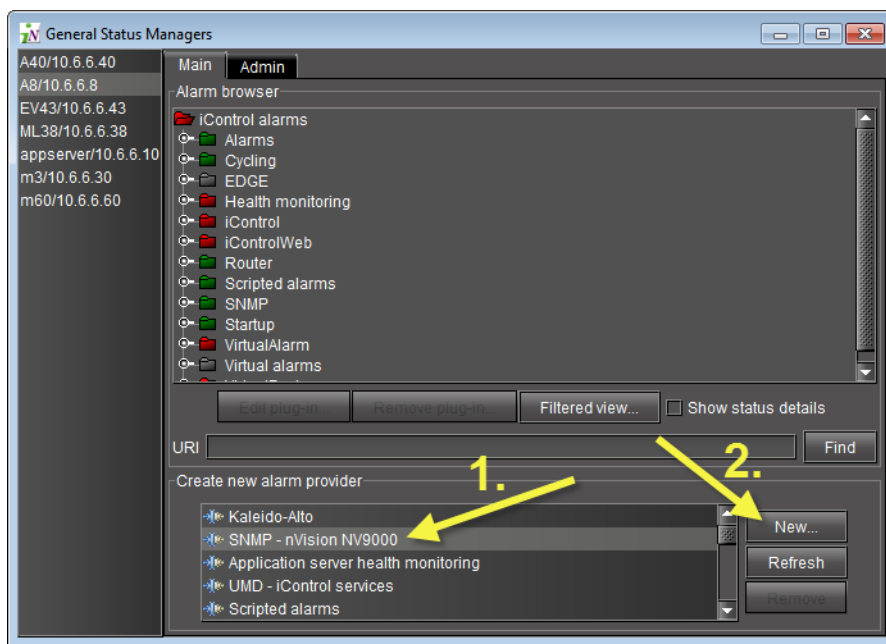 General Status Managers
A40/10.6.6.40
A8/10.6.6.8
EV43/10.6.6.43
ML38/10.6.6.38
appserver/10.6.6.10
m3/10.6.6.30
m60/10.6.6.60
Main
Admin
Alarm browser
iControl alarms
Alarms
Cycling
EDGE
Health monitoring
iControl
iControlWeb
Router
Scripted alarms
SNMP
Startup
VirtualAlarm
Virtual alarms
Edit plug-in...
Remove plug-in...
Filtered view...
Show status details
URI
Find
1.
2.
Create new alarm provider
Kaleido-Alto
SNMP - nVision NV9000
Application server health monitoring
UMD - iControl services
Scripted alarms
New...
Refresh
Remove